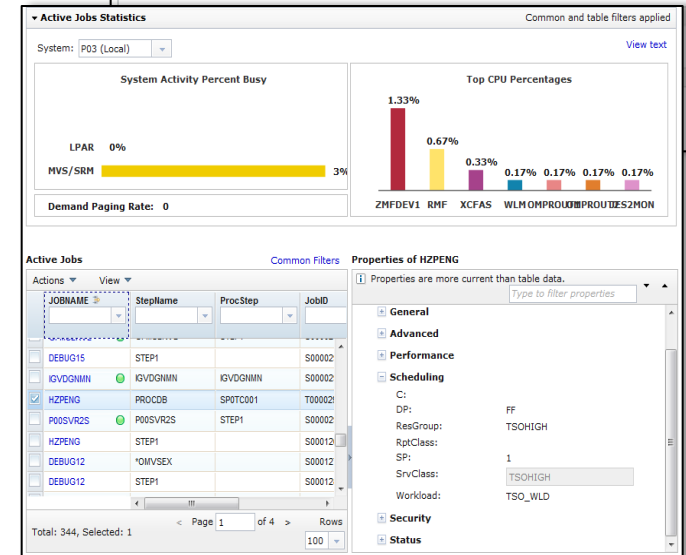 Active Jobs Statistics
Common and table filters applied
System: P03 (Local)
View text
System Activity Percent Busy
LPAR 0%
MVS/SRM 3%
Demand Paging Rate: 0
Top CPU Percentages
1.33%
0.67%
0.33%
0.17% 0.17% 0.17% 0.17%
ZMFDEV1 RMF XCFAS WLM OMPROUTE OMPROUTE JES2MON
Active Jobs
Common Filters
Actions View
JOBNAME StepName ProcStep JobID
DEBUG15 STEP1 S00002
IGVDGNMN IGVDGNMN IGVDGNMN S00002
HZPENG PROCDB SP0TC001 T00002
P00SVR2S P00SVR2S STEP1 S00002
HZPENG STEP1 S00012
DEBUG12 *OMVSEX S00012
DEBUG12 STEP1 S00012
Total: 344, Selected: 1
< Page 1 of 4 >
Rows
100
Properties of HZPENG
Properties are more current than table data.
Type to filter properties
General
Advanced
Performance
Scheduling
C:
DP: FF
ResGroup: TSOHIGH
RptClass:
SP: 1
SrvClass: TSOHIGH
Workload: TSO_WLD
Security
Status